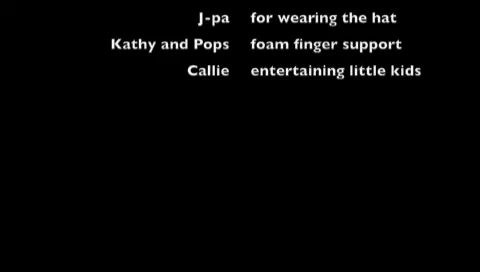 J-pa for wearing the hat
Kathy and Pops foam finger support
Callie entertaining little kids